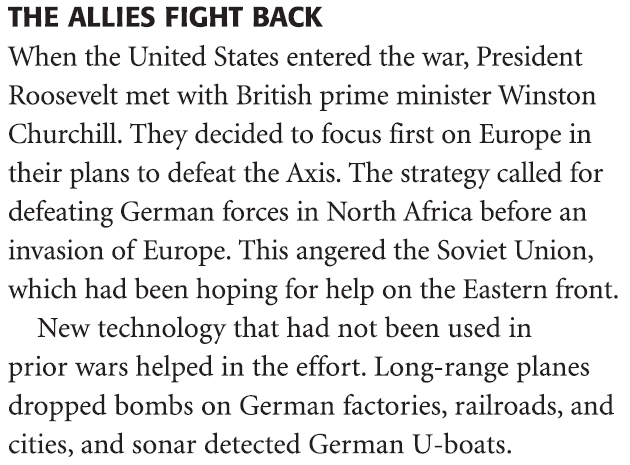 THE ALLIES FIGHT BACK
When the United States entered the war, President
Roosevelt met with British prime minister Winston
Churchill. They decided to focus first on Europe in
their plans to defeat the Axis. The strategy called for
defeating German forces in North Africa before an
invasion of Europe. This angered the Soviet Union,
which had been hoping for help on the Eastern front.
New technology that had not been used in
prior wars helped in the effort. Long-range planes
dropped bombs on German factories, railroads, and
cities, and sonar detected German U-boats.